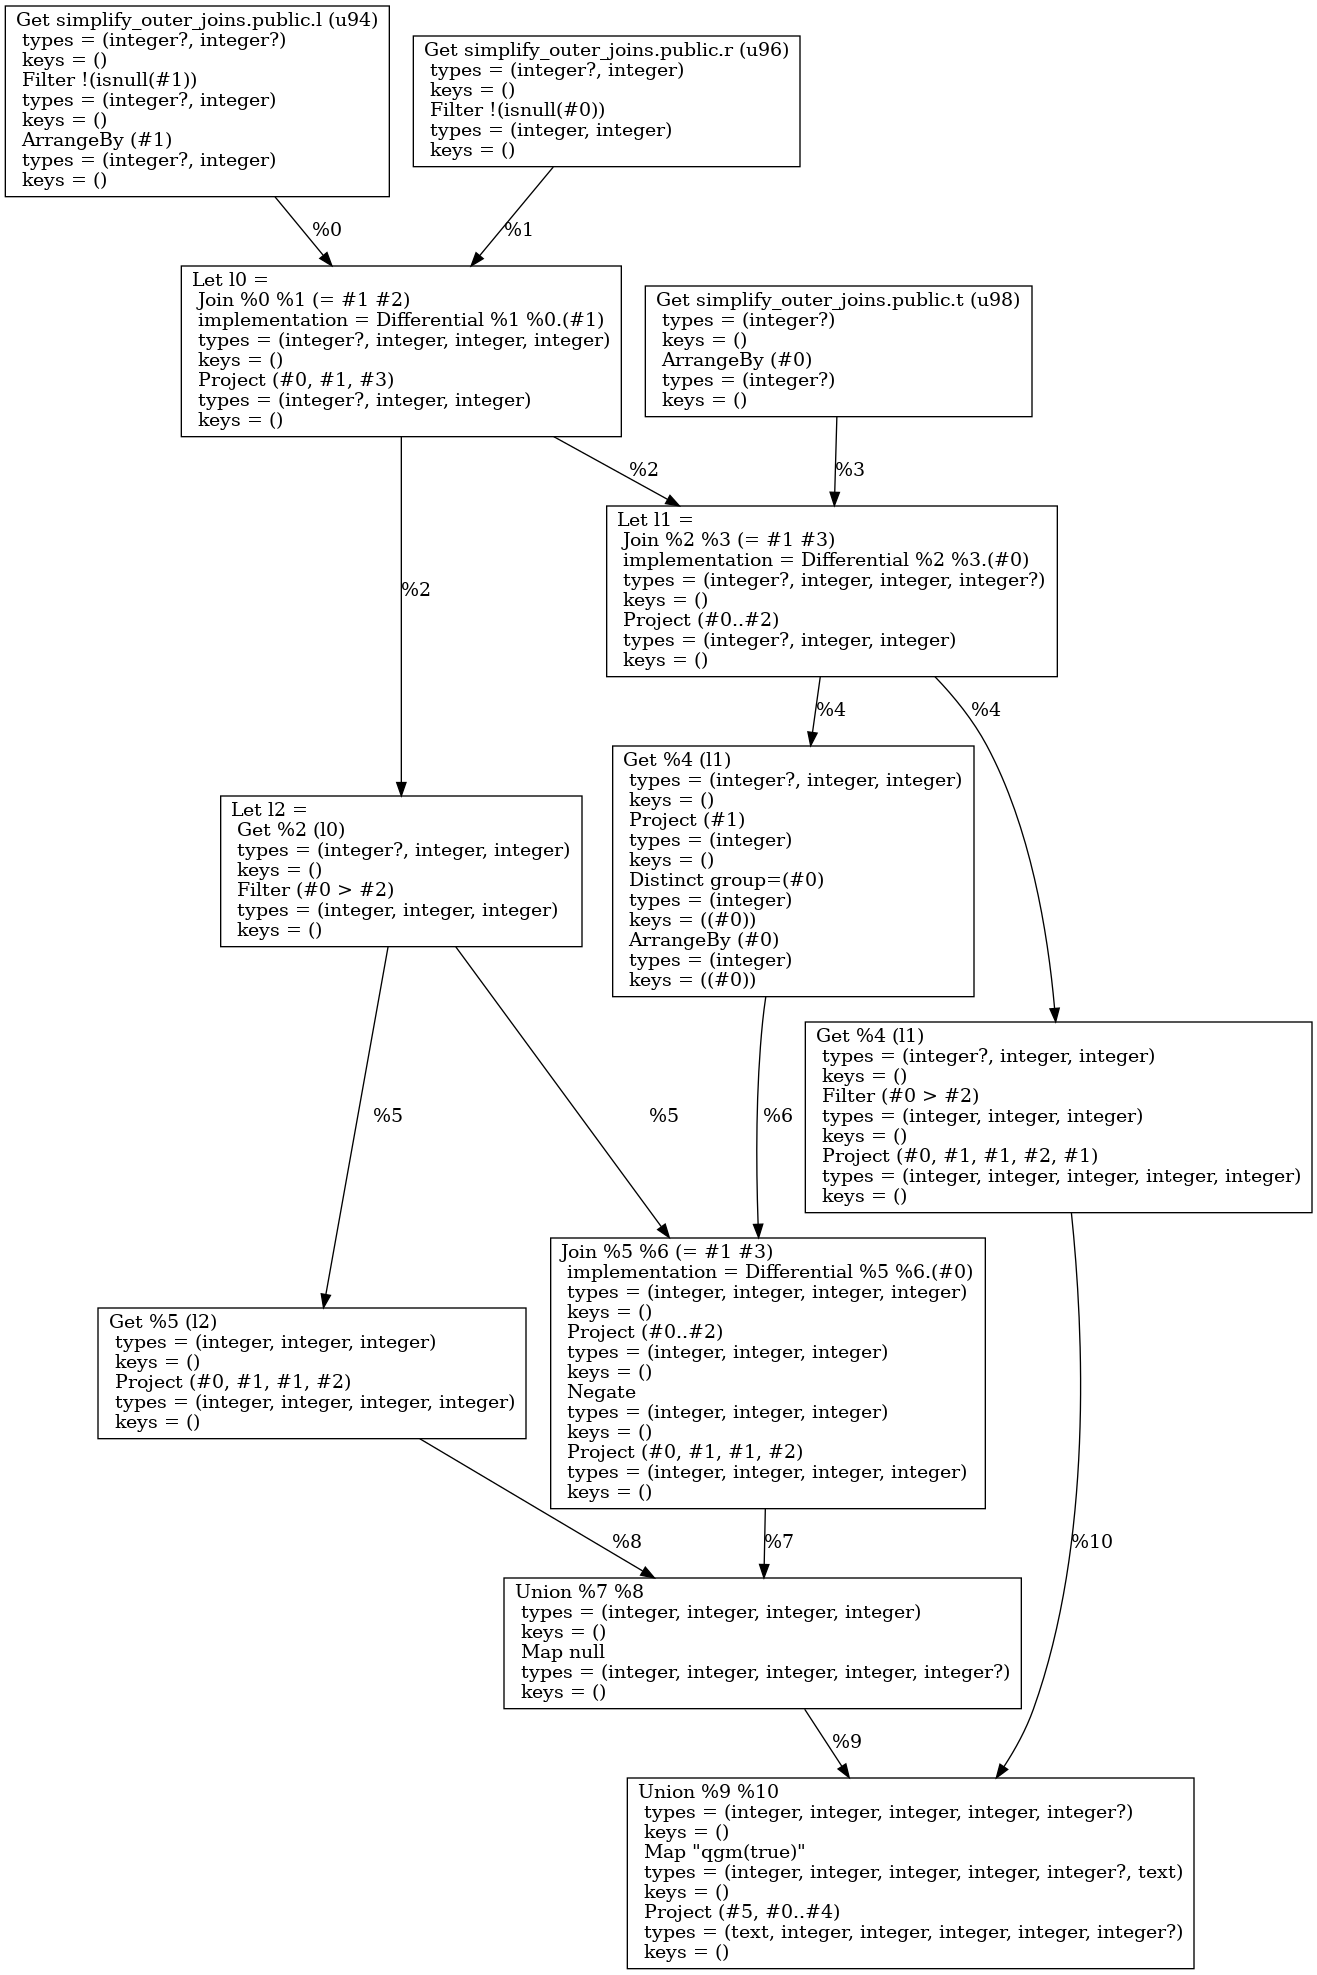 Get simplify_outer_joins.public.l (u94)
types = (integer?, integer?)
keys = ()
Filter !(isnull(#1))
types = (integer?, integer)
keys = ()
ArrangeBy (#1)
types = (integer?, integer)
keys = ()
Get simplify_outer_joins.public.r (u96)
types = (integer?, integer)
keys = ()
Filter !(isnull(#0))
types = (integer, integer)
keys = ()
%0
%1
Let l0 =
Join %0 %1 (= #1 #2)
implementation = Differential %1 %0.(#1)
types = (integer?, integer, integer, integer)
keys = ()
Project (#0, #1, #3)
types = (integer?, integer, integer)
keys = ()
Get simplify_outer_joins.public.t (u98)
types = (integer?)
keys = ()
ArrangeBy (#0)
types = (integer?)
keys = ()
%2
%3
Let l1 =
Join %2 %3 (= #1 #3)
implementation = Differential %2 %3.(#0)
types = (integer?, integer, integer, integer?)
keys = ()
Project (#0..#2)
types = (integer?, integer, integer)
keys = ()
%2
%4
%4
Get %4 (l1)
types = (integer?, integer, integer)
keys = ()
Project (#1)
types = (integer)
keys = ()
Distinct group=(#0)
types = (integer)
keys = ((#0))
ArrangeBy (#0)
types = (integer)
keys = ((#0))
Let l2 =
Get %2 (l0)
types = (integer?, integer, integer)
keys = ()
Filter (#0 > #2)
types = (integer, integer, integer)
keys = ()
Get %4 (l1)
types = (integer?, integer, integer)
keys = ()
Filter (#0 > #2)
types = (integer, integer, integer)
keys = ()
Project (#0, #1, #1, #2, #1)
types = (integer, integer, integer, integer, integer)
keys = ()
%5
%5
%6
Join %5 %6 (= #1 #3)
implementation = Differential %5 %6.(#0)
types = (integer, integer, integer, integer)
keys = ()
Project (#0..#2)
types = (integer, integer, integer)
keys = ()
Negate
types = (integer, integer, integer)
keys = ()
Project (#0, #1, #1, #2)
types = (integer, integer, integer, integer)
keys = ()
Get %5 (l2)
types = (integer, integer, integer)
keys = ()
Project (#0, #1, #1, #2)
types = (integer, integer, integer, integer)
keys = ()
%8
%7
%10
Union %7 %8
types = (integer, integer, integer, integer)
keys = ()
Map null
types = (integer, integer, integer, integer, integer?)
keys = ()
%9
Union %9 %10
types = (integer, integer, integer, integer, integer?)
keys = ()
Map "qgm(true)"
types = (integer, integer, integer, integer, integer?, text)
keys = ()
Project (#5, #0..#4)
types = (text, integer, integer, integer, integer, integer?)
keys = ()